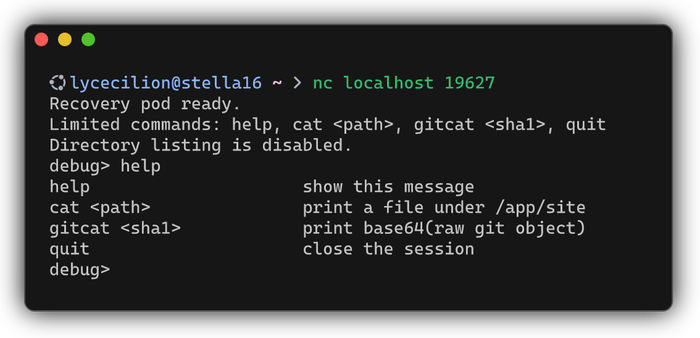 lycecilion@stella16 ~ > nc localhost 19627
Recovery pod ready.
Limited commands: help, cat <path>, gitcat <sha1>, quit
Directory listing is disabled.
debug> help
help                    show this message
cat <path>              print a file under /app/site
gitcat <sha1>           print base64(raw git object)
quit                    close the session
debug>